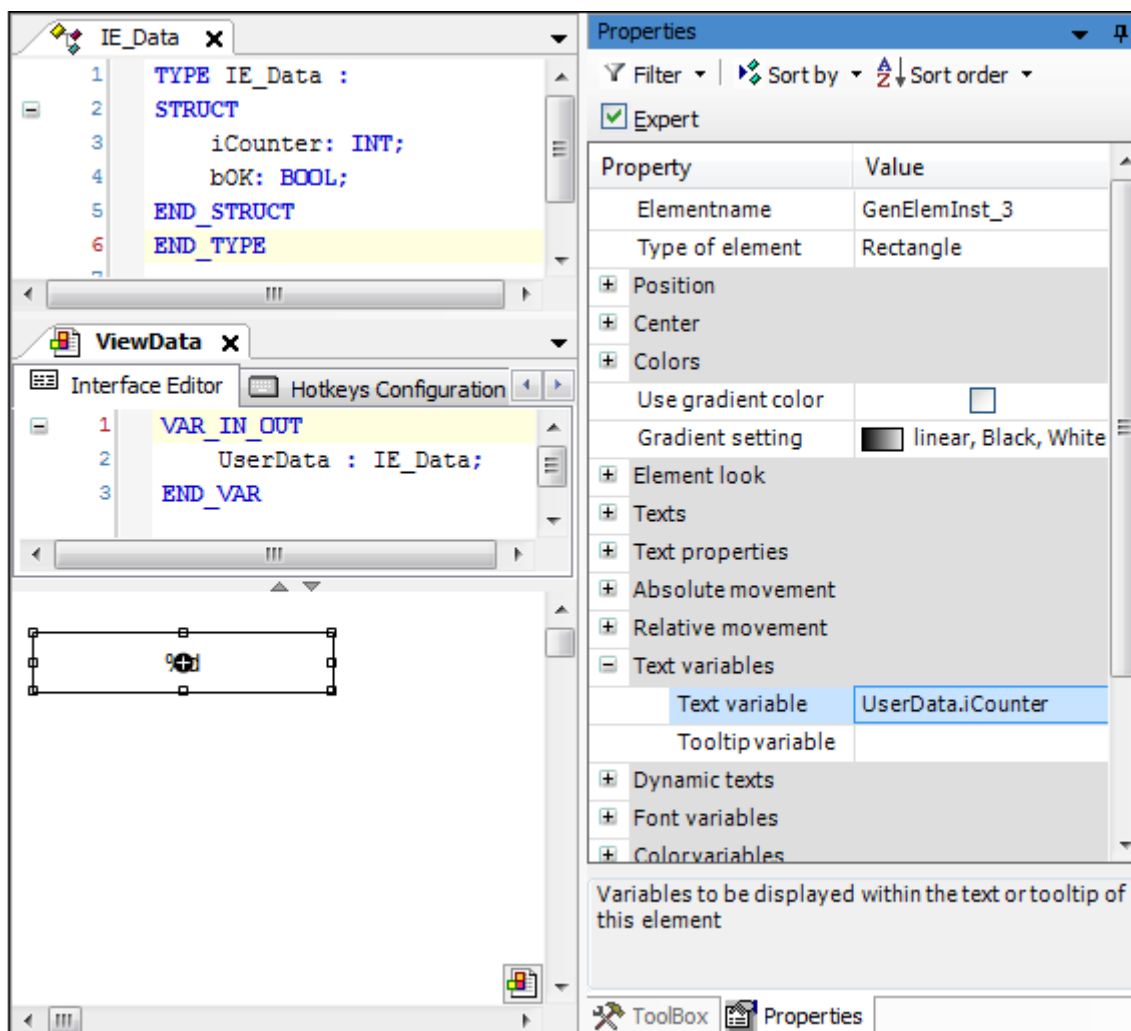 IE_Data
1 TYPE IE_Data :
2 STRUCT
3 iCounter: INT;
4 bOK: BOOL;
5 END_STRUCT
6 END_TYPE
7
ViewData
Interface Editor
Hotkeys Configuration
1 VAR_IN_OUT
2 UserData : IE_Data;
3 END_VAR
Properties
Filter
Sort by
Sort order
Expert
Property Value
Elementname GenElemInst_3
Type of element Rectangle
Position
Center
Colors
Use gradient color
Gradient setting linear, Black, White
Element look
Texts
Text properties
Absolute movement
Relative movement
Text variables
Text variable UserData.iCounter
Tooltip variable
Dynamic texts
Font variables
Colorvariables
Variables to be displayed within the text or tooltip of
this element
ToolBox
Properties